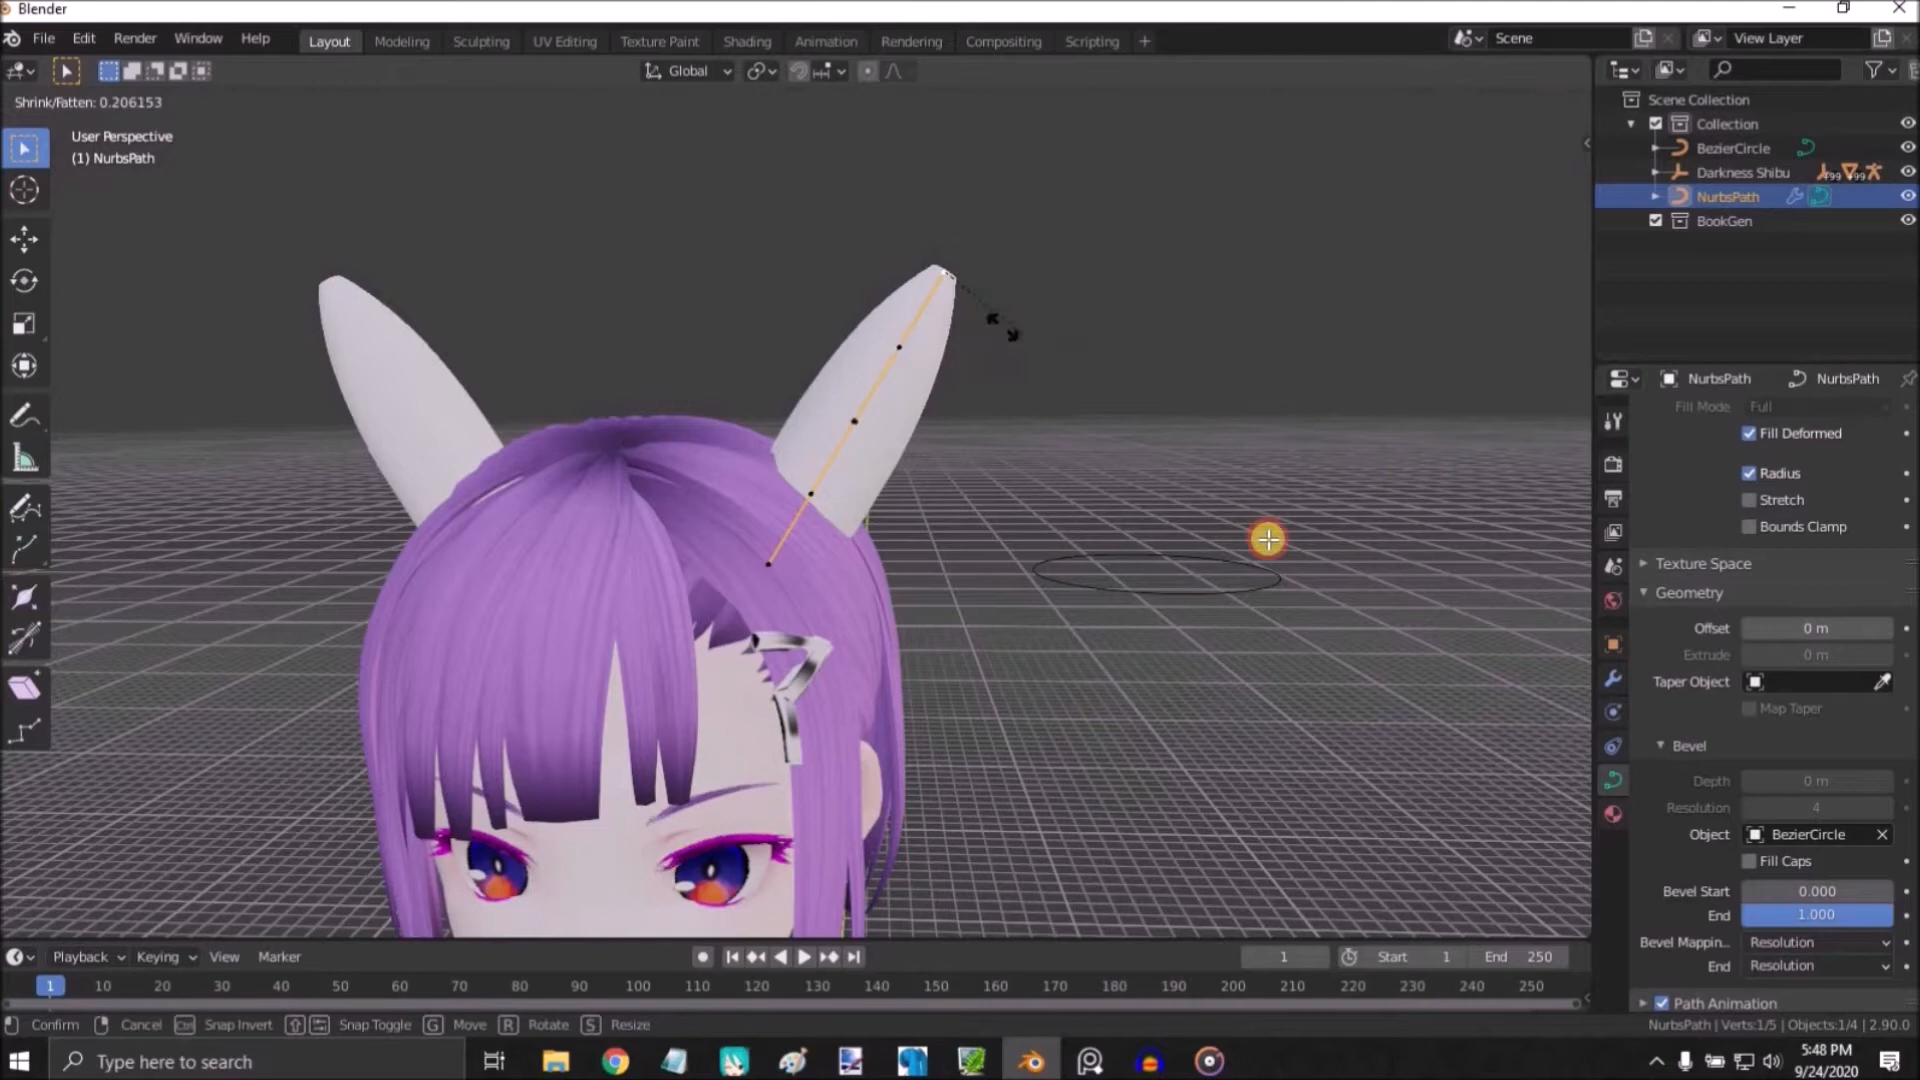 Blender
File Edit Render Window Help Layout Modeling Sculpting UV Editing Texture Paint Shading Animation Rendering Compositing Scripting + Scene View Layer
Global
Shrink/Fatten: 0.206153
User Perspective
(1) NurbsPath
Scene Collection
Collection
BezierCircle
Darkness Shibu
NurbsPath
BookGen
NurbsPath NurbsPath
Fill Mode Full
Fill Deformed
Radius
Stretch
Bounds Clamp
Texture Space
Geometry
Offset 0 m
Extrude 0 m
Taper Object
Map Taper
Bevel
Depth 0 m
Resolution 4
Object BezierCircle
Fill Caps
Bevel Start 0.000
End 1.000
Bevel Mappin... Resolution
End Resolution
Path Animation
Playback Keying View Marker 1 Start 1 End 250
1 10 20 30 40 50 60 70 80 90 100 110 120 130 140 150 160 170 180 190 200 210 220 230 240 250
Confirm Cancel Ctrl Snap Invert Snap Toggle G Move R Rotate S Resize NurbsPath | Verts:1/5 | Objects:1/4 | 2.90.0
Type here to search
5:48 PM
9/24/2020